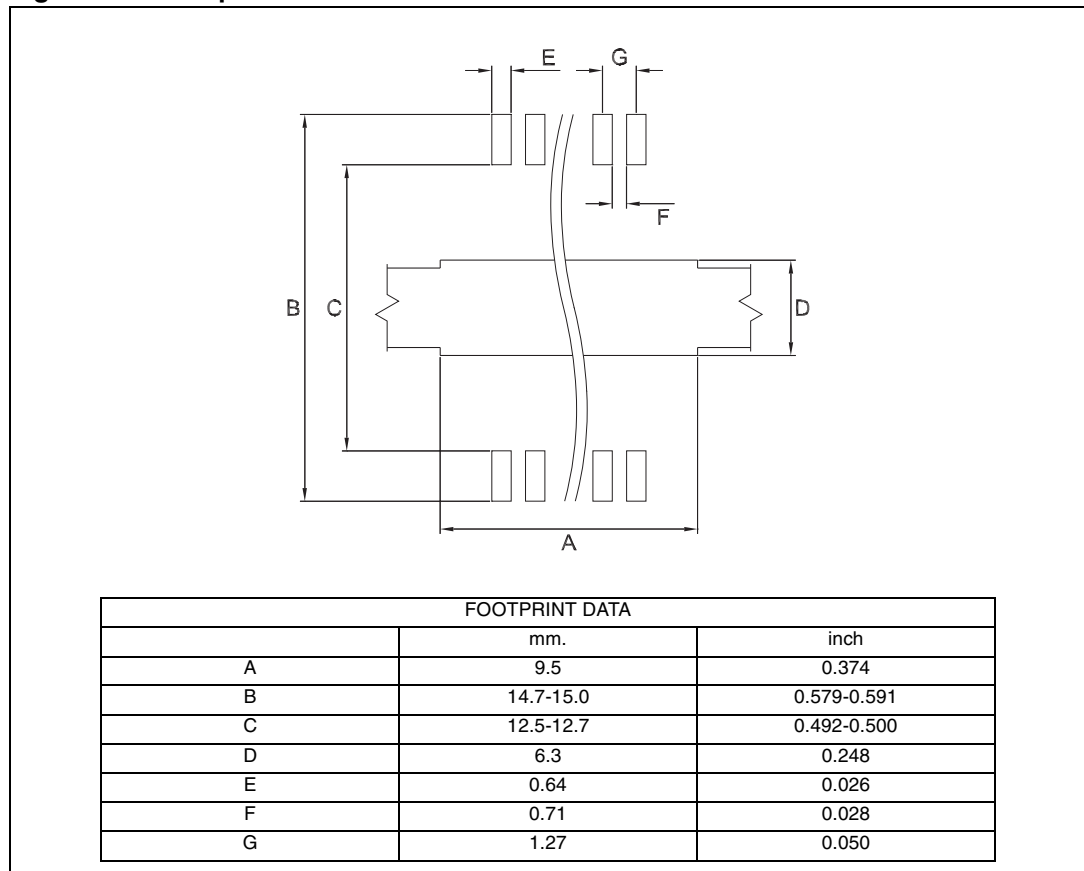 E G
F
B C D
A
FOOTPRINT DATA
mm. inch
A 9.5 0.374
B 14.7-15.0 0.579-0.591
C 12.5-12.7 0.492-0.500
D 6.3 0.248
E 0.64 0.026
F 0.71 0.028
G 1.27 0.050